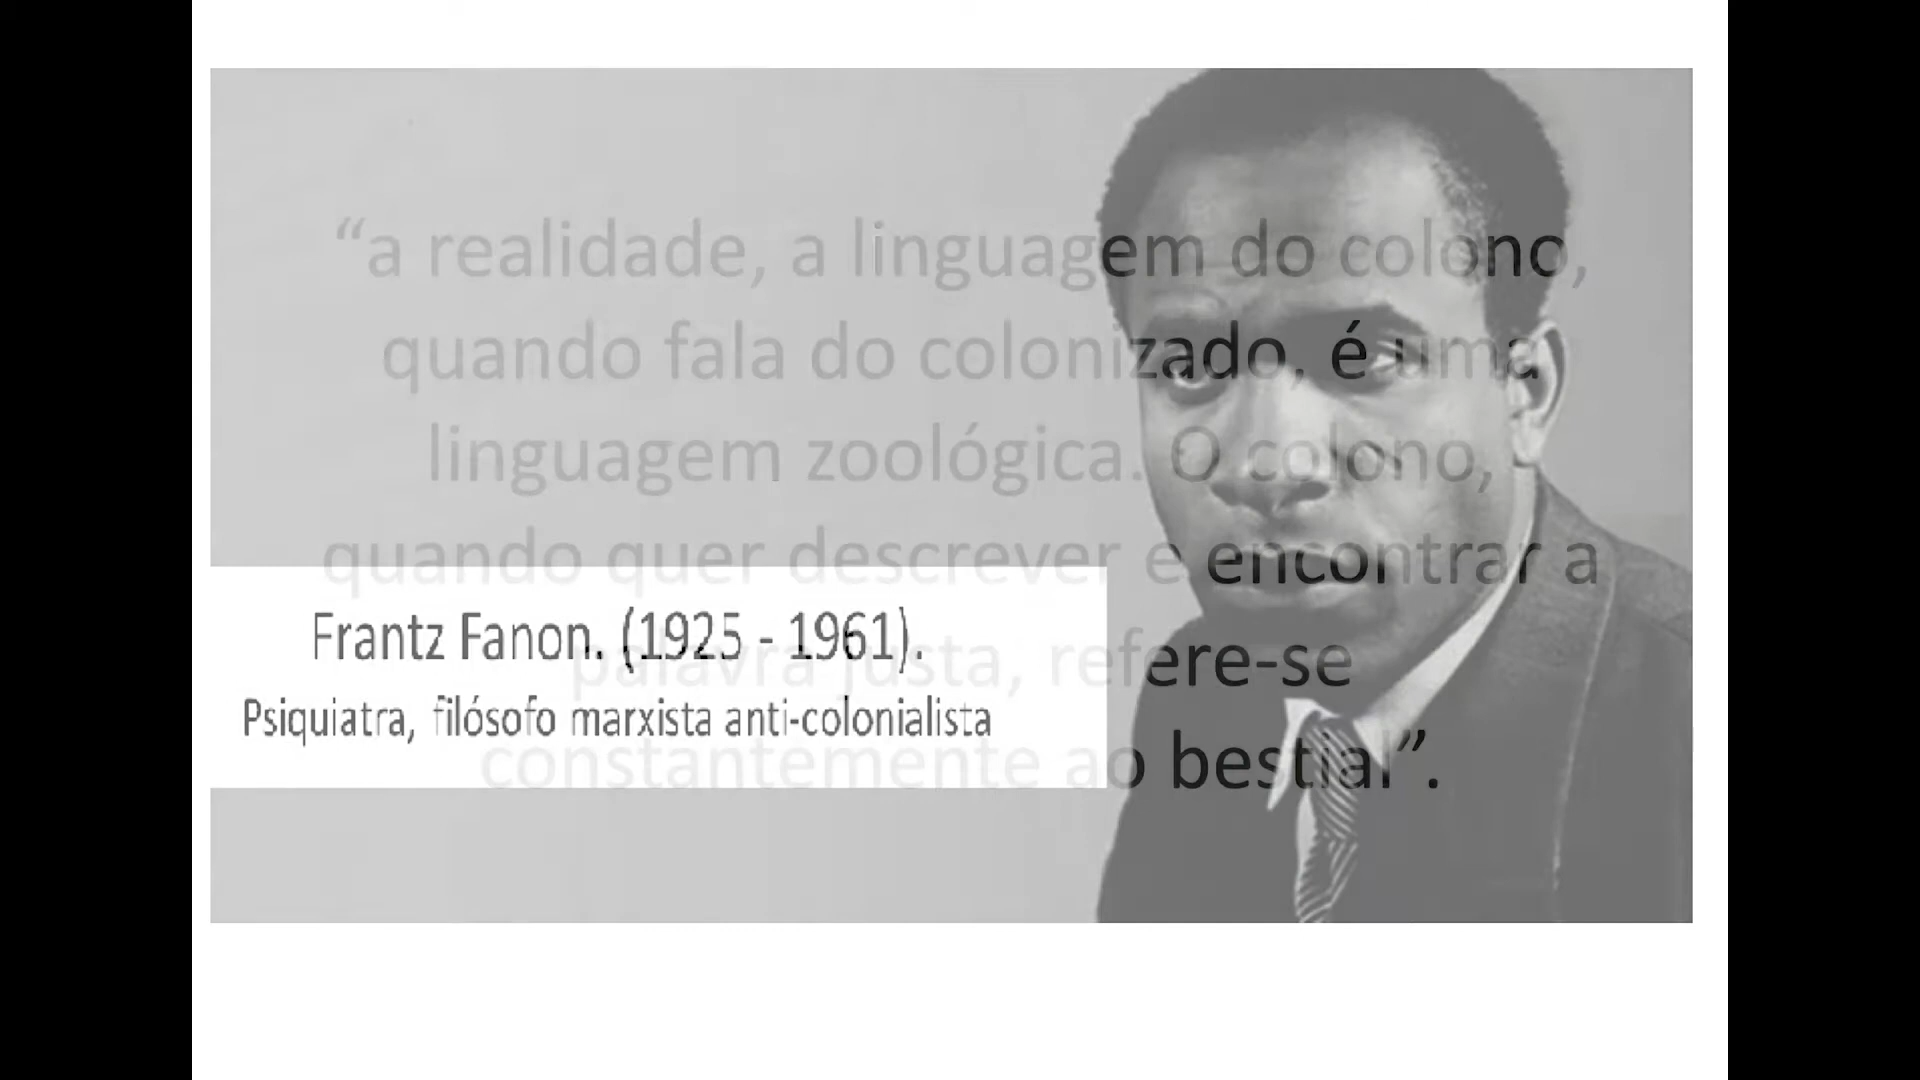 “a realidade, a linguagem do colono,
quando fala do colonizado, é uma
linguagem zoológica. O colono,
quando quer descrever e encontrar a
palavra justa, refere-se
constantemente ao bestial”.
Frantz Fanon. (1925 - 1961).
Psiquiatra, filósofo marxista anti-colonialista